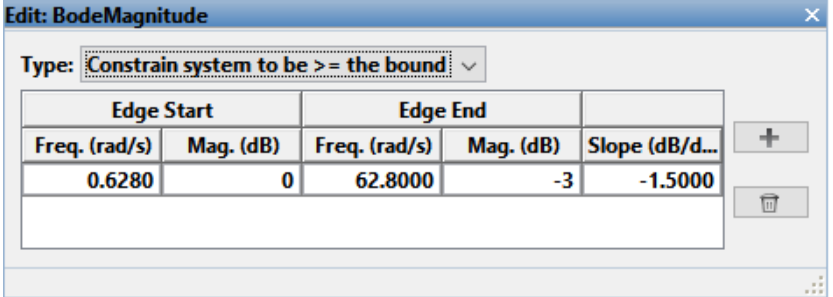 Edit: BodeMagnitude
Type: Constrain system to be >= the bound
Edge Start Edge End
Freq. (rad/s) Mag. (dB) Freq. (rad/s) Mag. (dB) Slope (dB/d...
0.6280 0 62.8000 -3 -1.5000